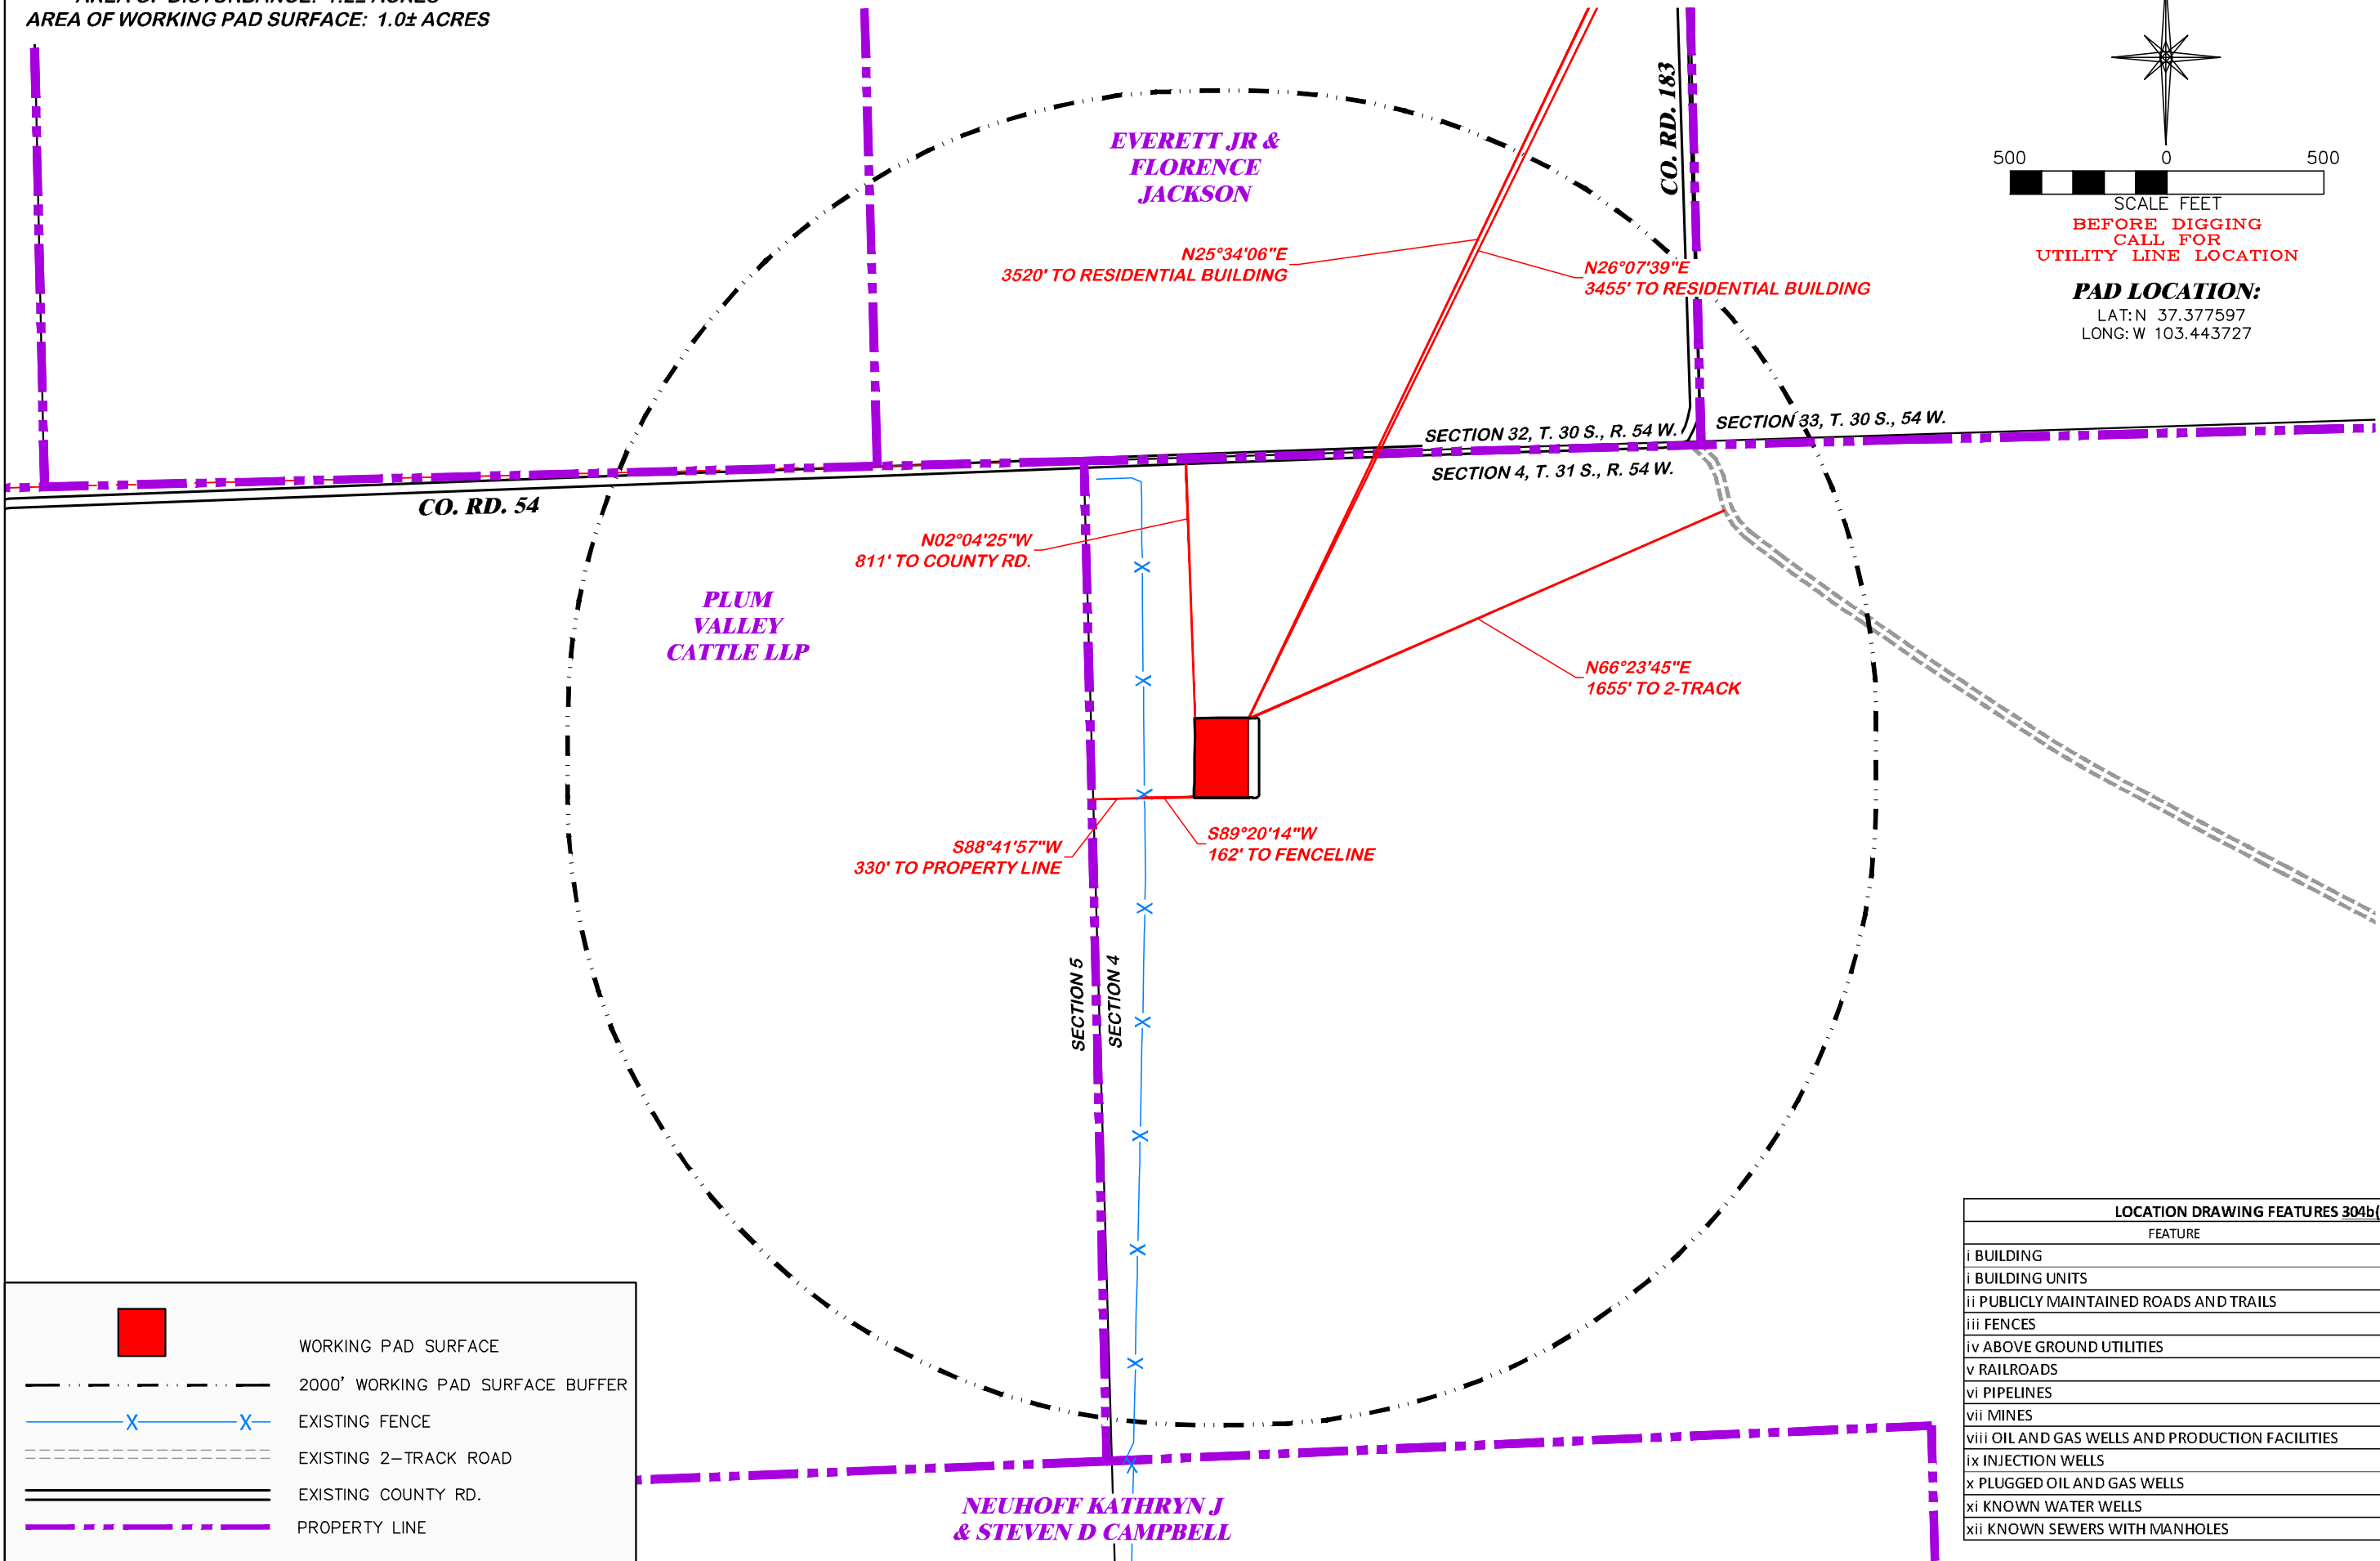 AREA OF DISTURBANCE: 1.2± ACRES
AREA OF WORKING PAD SURFACE: 1.0± ACRES
EVERETT JR &
FLORENCE
JACKSON
CO. RD. 183
500 0 500
SCALE FEET
BEFORE DIGGING
CALL FOR
UTILITY LINE LOCATION
PAD LOCATION:
LAT: N 37.377597
LONG: W 103.443727
N25°34'06"E
3520' TO RESIDENTIAL BUILDING
N26°07'39"E
3455' TO RESIDENTIAL BUILDING
SECTION 32, T. 30 S., R. 54 W.
SECTION 33, T. 30 S., 54 W.
SECTION 4, T. 31 S., R. 54 W.
CO. RD. 54
N02°04'25"W
811' TO COUNTY RD.
PLUM
VALLEY
CATTLE LLP
N66°23'45"E
1655' TO 2-TRACK
S88°41'57"W
330' TO PROPERTY LINE
S89°20'14"W
162' TO FENCELINE
SECTION 5
SECTION 4
X
X
X
X
X
X
X
X
X
WORKING PAD SURFACE
2000' WORKING PAD SURFACE BUFFER
X X
EXISTING FENCE
EXISTING 2-TRACK ROAD
EXISTING COUNTY RD.
PROPERTY LINE
NEUHOFF KATHRYN J
& STEVEN D CAMPBELL
LOCATION DRAWING FEATURES 304b(
FEATURE
i BUILDING
i BUILDING UNITS
ii PUBLICLY MAINTAINED ROADS AND TRAILS
iii FENCES
iv ABOVE GROUND UTILITIES
v RAILROADS
vi PIPELINES
vii MINES
viii OIL AND GAS WELLS AND PRODUCTION FACILITIES
ix INJECTION WELLS
x PLUGGED OIL AND GAS WELLS
xi KNOWN WATER WELLS
xii KNOWN SEWERS WITH MANHOLES